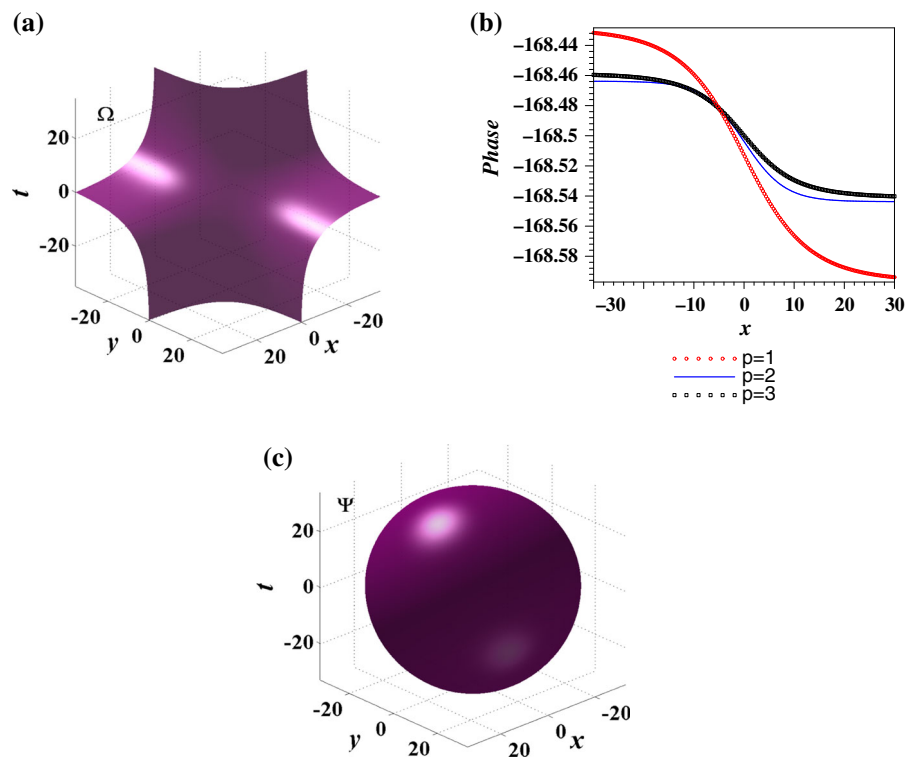 (a)
Ω
20
0
-20
t
-20
0
20
y
20
0
-20
x
(b)
−168.44
−168.46
−168.48
−168.5
−168.52
−168.54
−168.56
−168.58
Phase
−30
−10
0
10
20
30
x
p=1
p=2
p=3
(c)
Ψ
20
0
-20
t
-20
0
20
y
20
0
-20
x